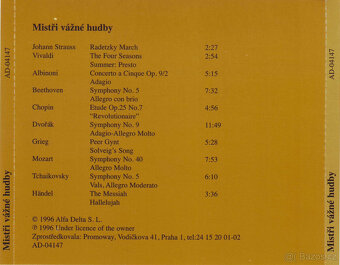 Mistři vážné hudby
Johann Strauss Radetzky March 2:27
Vivaldi The Four Seasons 2:54
Summer: Presto
Albinoni Concerto a Cinque Op. 9/2 5:15
Adagio
Beethoven Symphony No. 5 7:32
Allegro con brio
Chopin Etude Op.25 No.7 3:56
"Revolutionaire"
Dvořák Symphony No. 9 11:49
Adagio-Allegro Molto
Grieg Peer Gynt 5:28
Solveig's Song
Mozart Symphony No. 40 7:53
Allegro Molto
Tchaikovsky Symphony No. 5 6:10
Vals, Allegro Moderato
Händel The Messiah 3:36
Hallelujah
© 1996 Alfa Delta S. L.
℗ 1996 Under licence of the owner
Zprostředkovala: Promoway, Vodičkova 41, Praha 1, tel:24 15 20 01-02
AD-04147
Mistři vážné hudby AD-04147
Mistři vážné hudby AD-04147